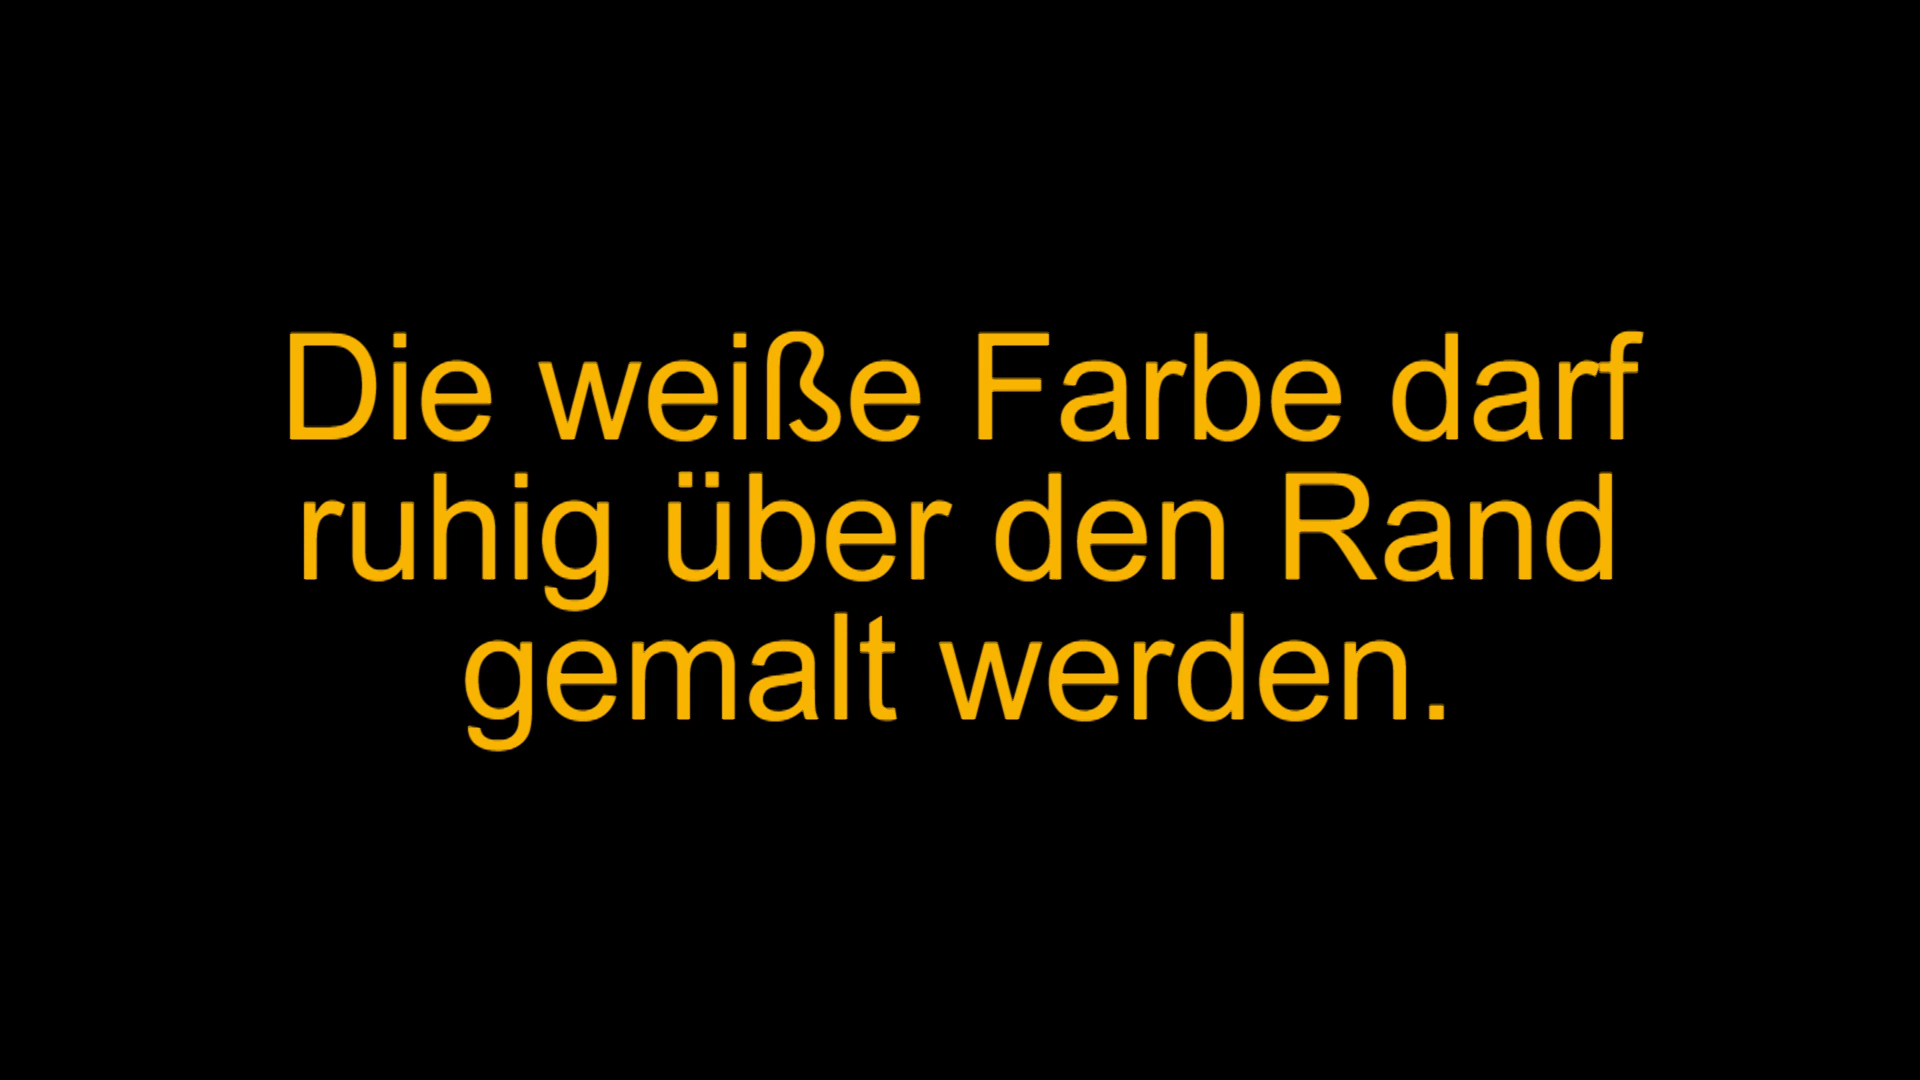 Die weiße Farbe darf
ruhig über den Rand
gemalt werden.